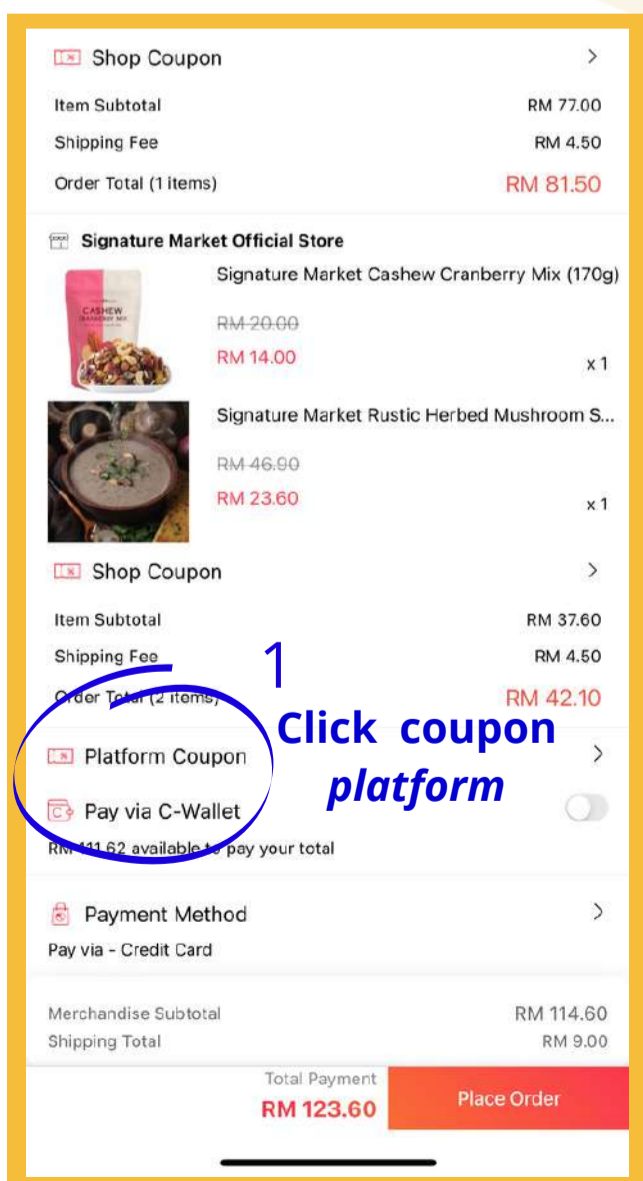 Shop Coupon >
Item Subtotal RM 77.00
Shipping Fee RM 4.50
Order Total (1 items) RM 81.50
Signature Market Official Store
Signature Market Cashew Cranberry Mix (170g)
CASHEW
CRANBERRY MIX
RM 20.00
RM 14.00
x 1
Signature Market Rustic Herbed Mushroom S...
RM 46.90
RM 23.60
x 1
Shop Coupon >
Item Subtotal RM 37.60
Shipping Fee RM 4.50
1
Order Total (2 items) RM 42.10
Click coupon
platform
Platform Coupon >
Pay via C-Wallet
RM 111.62 available to pay your total
Payment Method >
Pay via - Credit Card
Merchandise Subtotal RM 114.60
Shipping Total RM 9.00
Total Payment
RM 123.60
Place Order